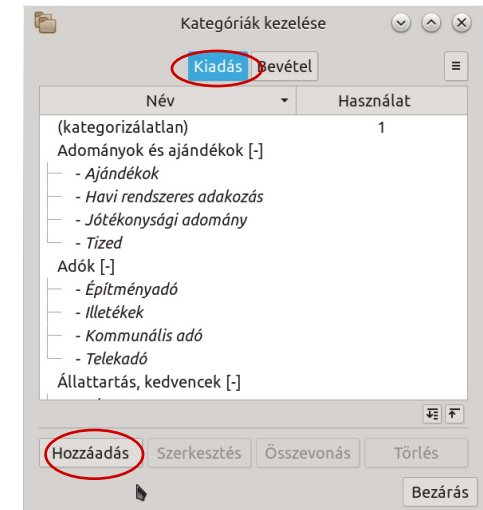 Kategóriák kezelése
Kiadás Bevétel
Név Használat
(kategorizálatlan) 1
Adományok és ajándékok [-]
- Ajándékok
- Havi rendszeres adakozás
- Jótékonysági adomány
- Tized
Adók [-]
- Építményadó
- Illetékek
- Kommunális adó
- Telekadó
Állattartás, kedvencek [-]
Hozzáadás Szerkesztés Összevonás Törlés
Bezárás